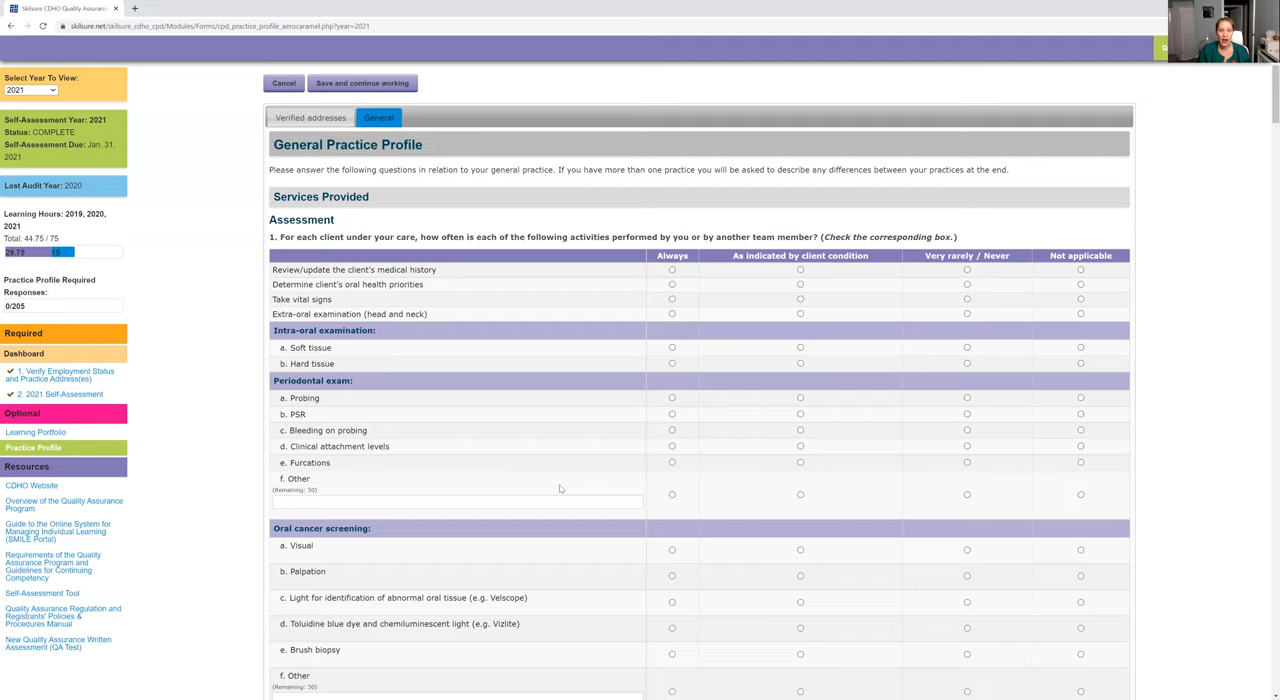 Skilsure CDHO Quality Assurance
skilsure.net/skilsure_cdho_cpd/Modules/Forms/cpd_practice_profile_aerocaramel.php?year=2021
Select Year To View:
2021
Self-Assessment Year: 2021
Status: COMPLETE
Self-Assessment Due: Jan. 31,
2021
Last Audit Year: 2020
Learning Hours: 2019, 2020,
2021
Total: 44.75 / 75
29.75 15
Practice Profile Required
Responses:
0/205
Required
Dashboard
1. Verify Employment Status
and Practice Address(es)
2. 2021 Self-Assessment
Optional
Learning Portfolio
Practice Profile
Resources
CDHO Website
Overview of the Quality Assurance
Program
Guide to the Online System for
Managing Individual Learning
(SMILE Portal)
Requirements of the Quality
Assurance Program and
Guidelines for Continuing
Competency
Self-Assessment Tool
Quality Assurance Regulation and
Registrants' Policies &
Procedures Manual
New Quality Assurance Written
Assessment (QA Test)
Cancel Save and continue working
Verified addresses General
General Practice Profile
Please answer the following questions in relation to your general practice. If you have more than one practice you will be asked to describe any differences between your practices at the end.
Services Provided
Assessment
1. For each client under your care, how often is each of the following activities performed by you or by another team member? (Check the corresponding box.)
Always As indicated by client condition Very rarely / Never Not applicable
Review/update the client's medical history
Determine client's oral health priorities
Take vital signs
Extra-oral examination (head and neck)
Intra-oral examination:
a. Soft tissue
b. Hard tissue
Periodontal exam:
a. Probing
b. PSR
c. Bleeding on probing
d. Clinical attachment levels
e. Furcations
f. Other
(Remaining: 50)
Oral cancer screening:
a. Visual
b. Palpation
c. Light for identification of abnormal oral tissue (e.g. Velscope)
d. Toluidine blue dye and chemiluminescent light (e.g. Vizlite)
e. Brush biopsy
f. Other
(Remaining: 50)